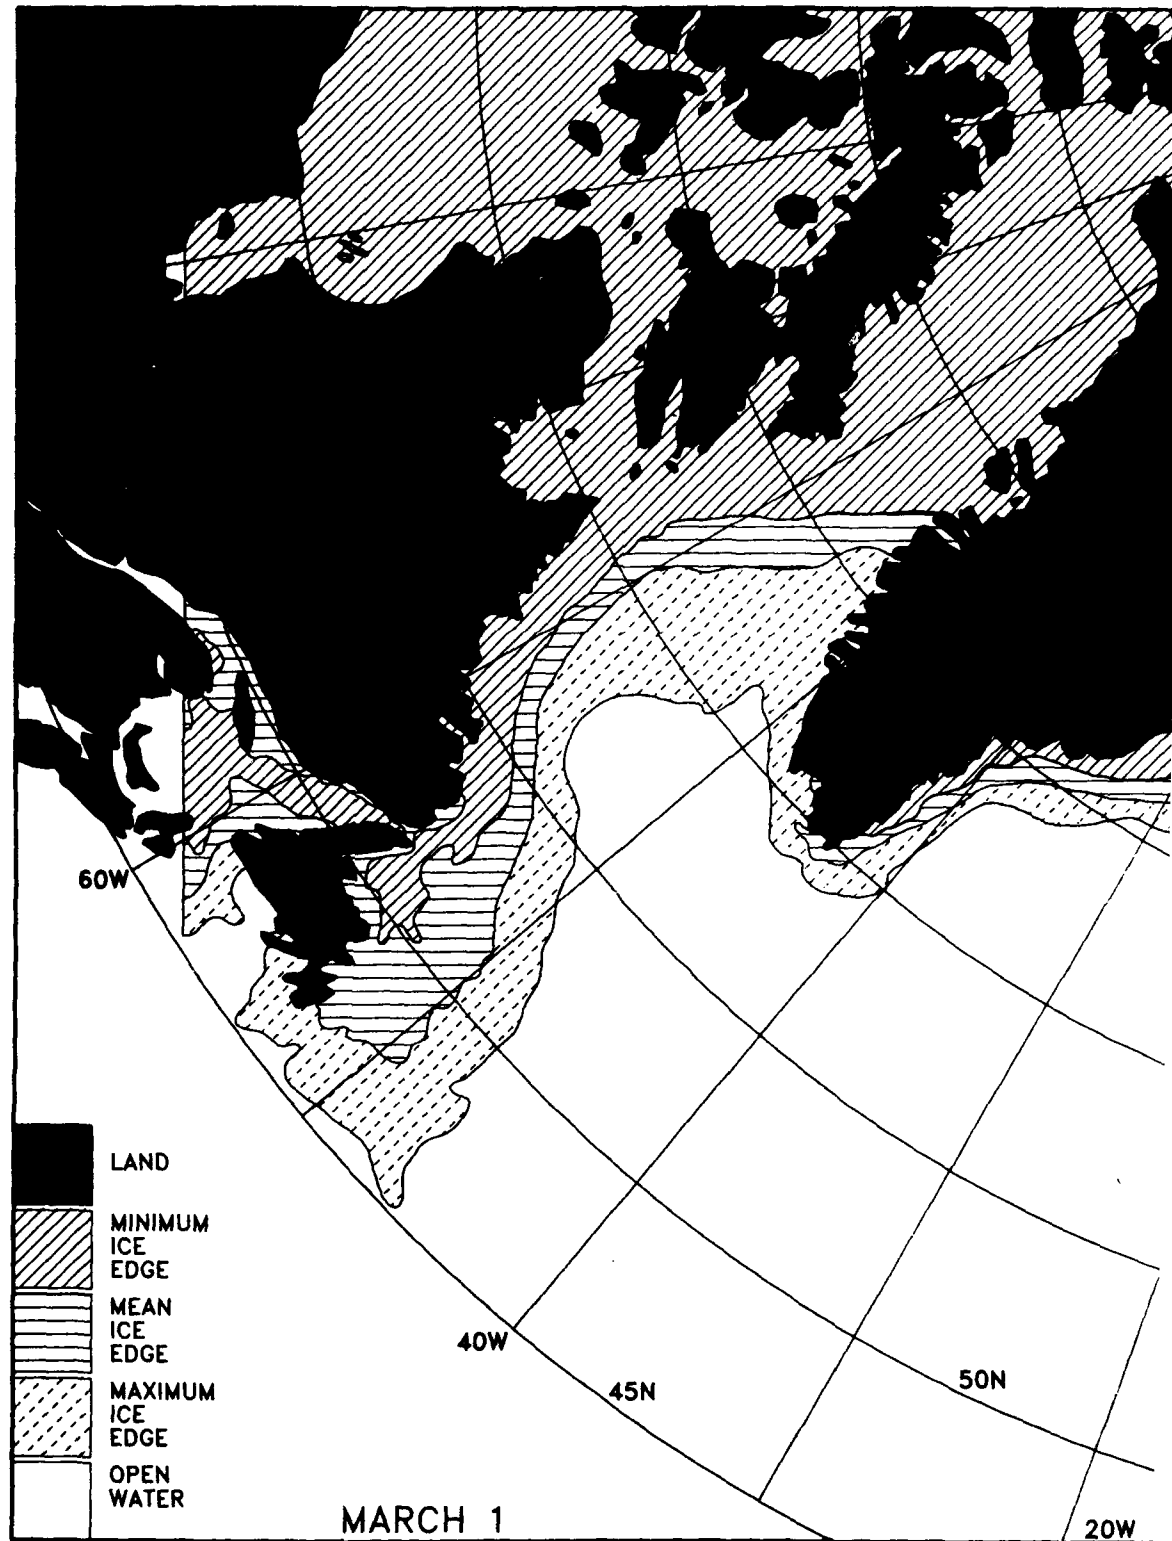 60W
LAND
MINIMUM
ICE
EDGE
MEAN
ICE
EDGE
40W
50N
45N
MAXIMUM
ICE
EDGE
OPEN
WATER
MARCH 1
20W